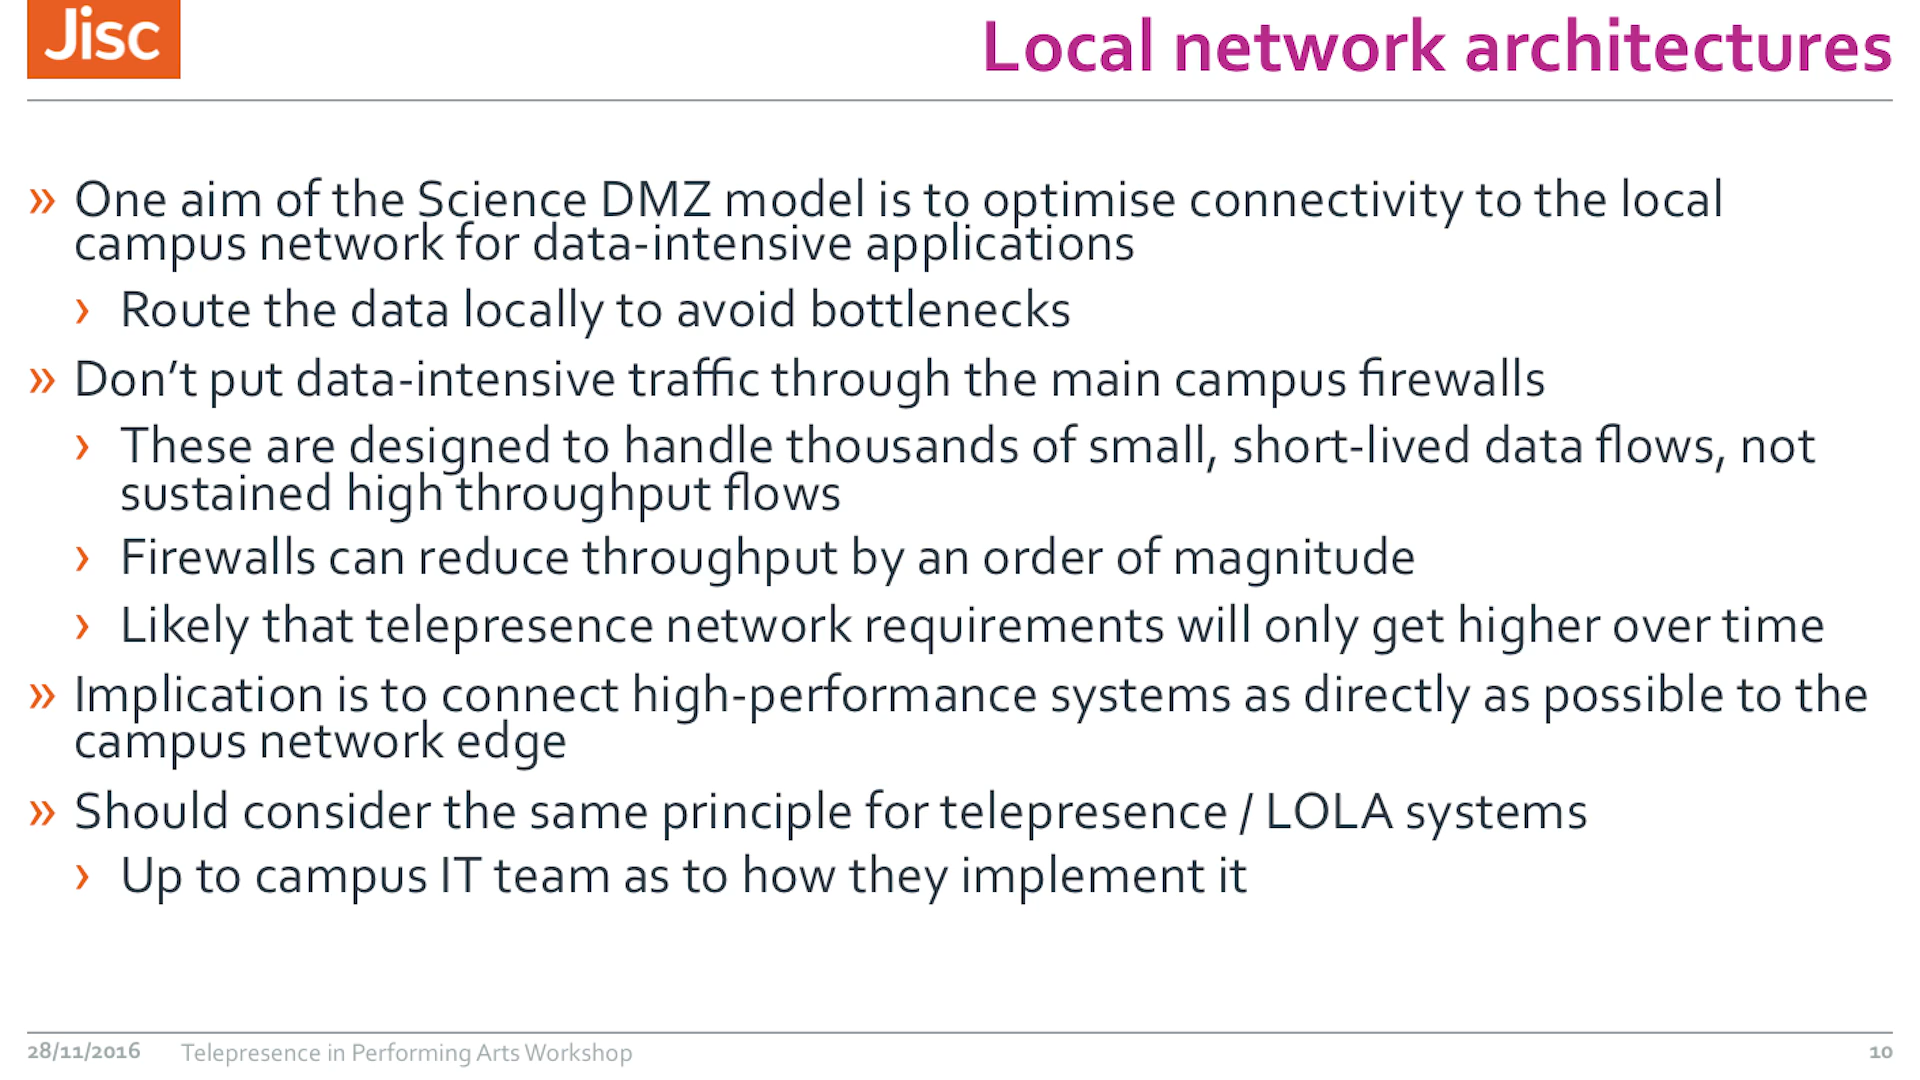 Jisc
Local network architectures
» One aim of the Science DMZ model is to optimise connectivity to the local
campus network for data-intensive applications
› Route the data locally to avoid bottlenecks
» Don’t put data-intensive traffic through the main campus firewalls
› These are designed to handle thousands of small, short-lived data flows, not
sustained high throughput flows
› Firewalls can reduce throughput by an order of magnitude
› Likely that telepresence network requirements will only get higher over time
» Implication is to connect high-performance systems as directly as possible to the
campus network edge
» Should consider the same principle for telepresence / LOLA systems
› Up to campus IT team as to how they implement it
28/11/2016 Telepresence in Performing Arts Workshop 10